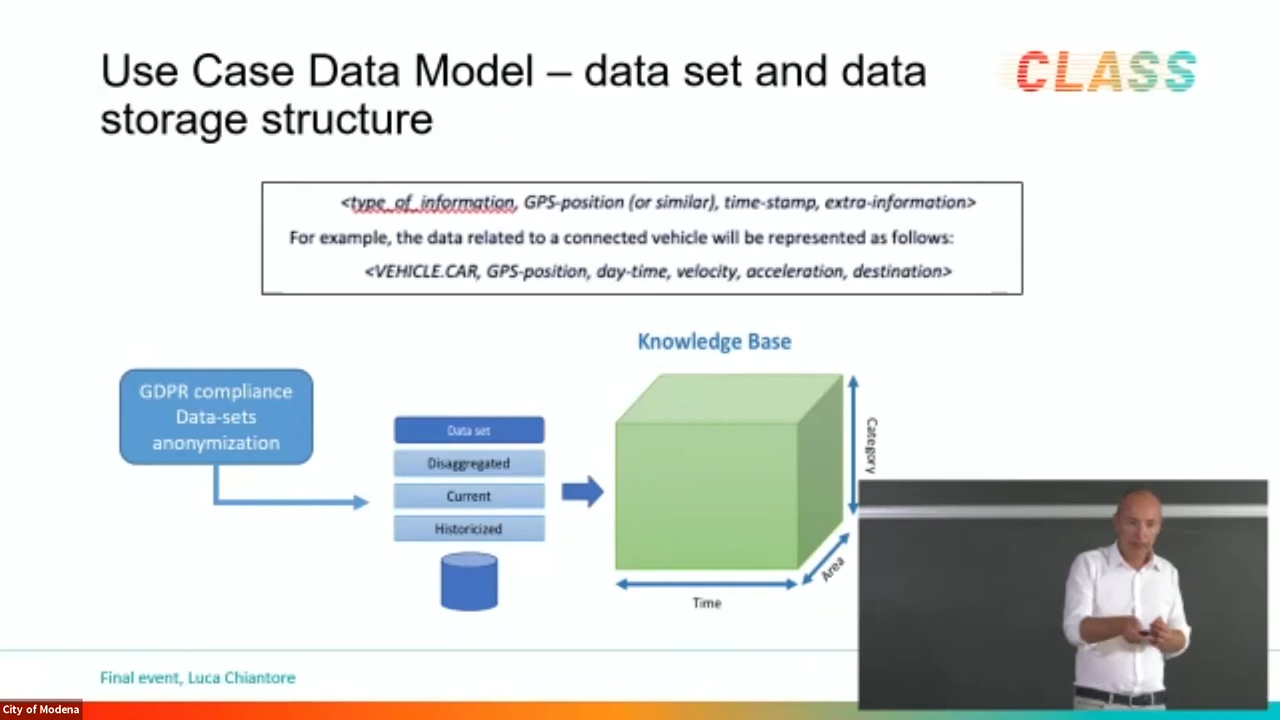 Use Case Data Model – data set and data
storage structure
CLASS
<type_of_information, GPS-position (or similar), time-stamp, extra-information>
For example, the data related to a connected vehicle will be represented as follows:
<VEHICLE.CAR, GPS-position, day-time, velocity, acceleration, destination>
Knowledge Base
GDPR compliance
Data-sets
anonymization
Data set
Disaggregated
Current
Historicized
Category
Area
Time
Final event, Luca Chiantore
City of Modena